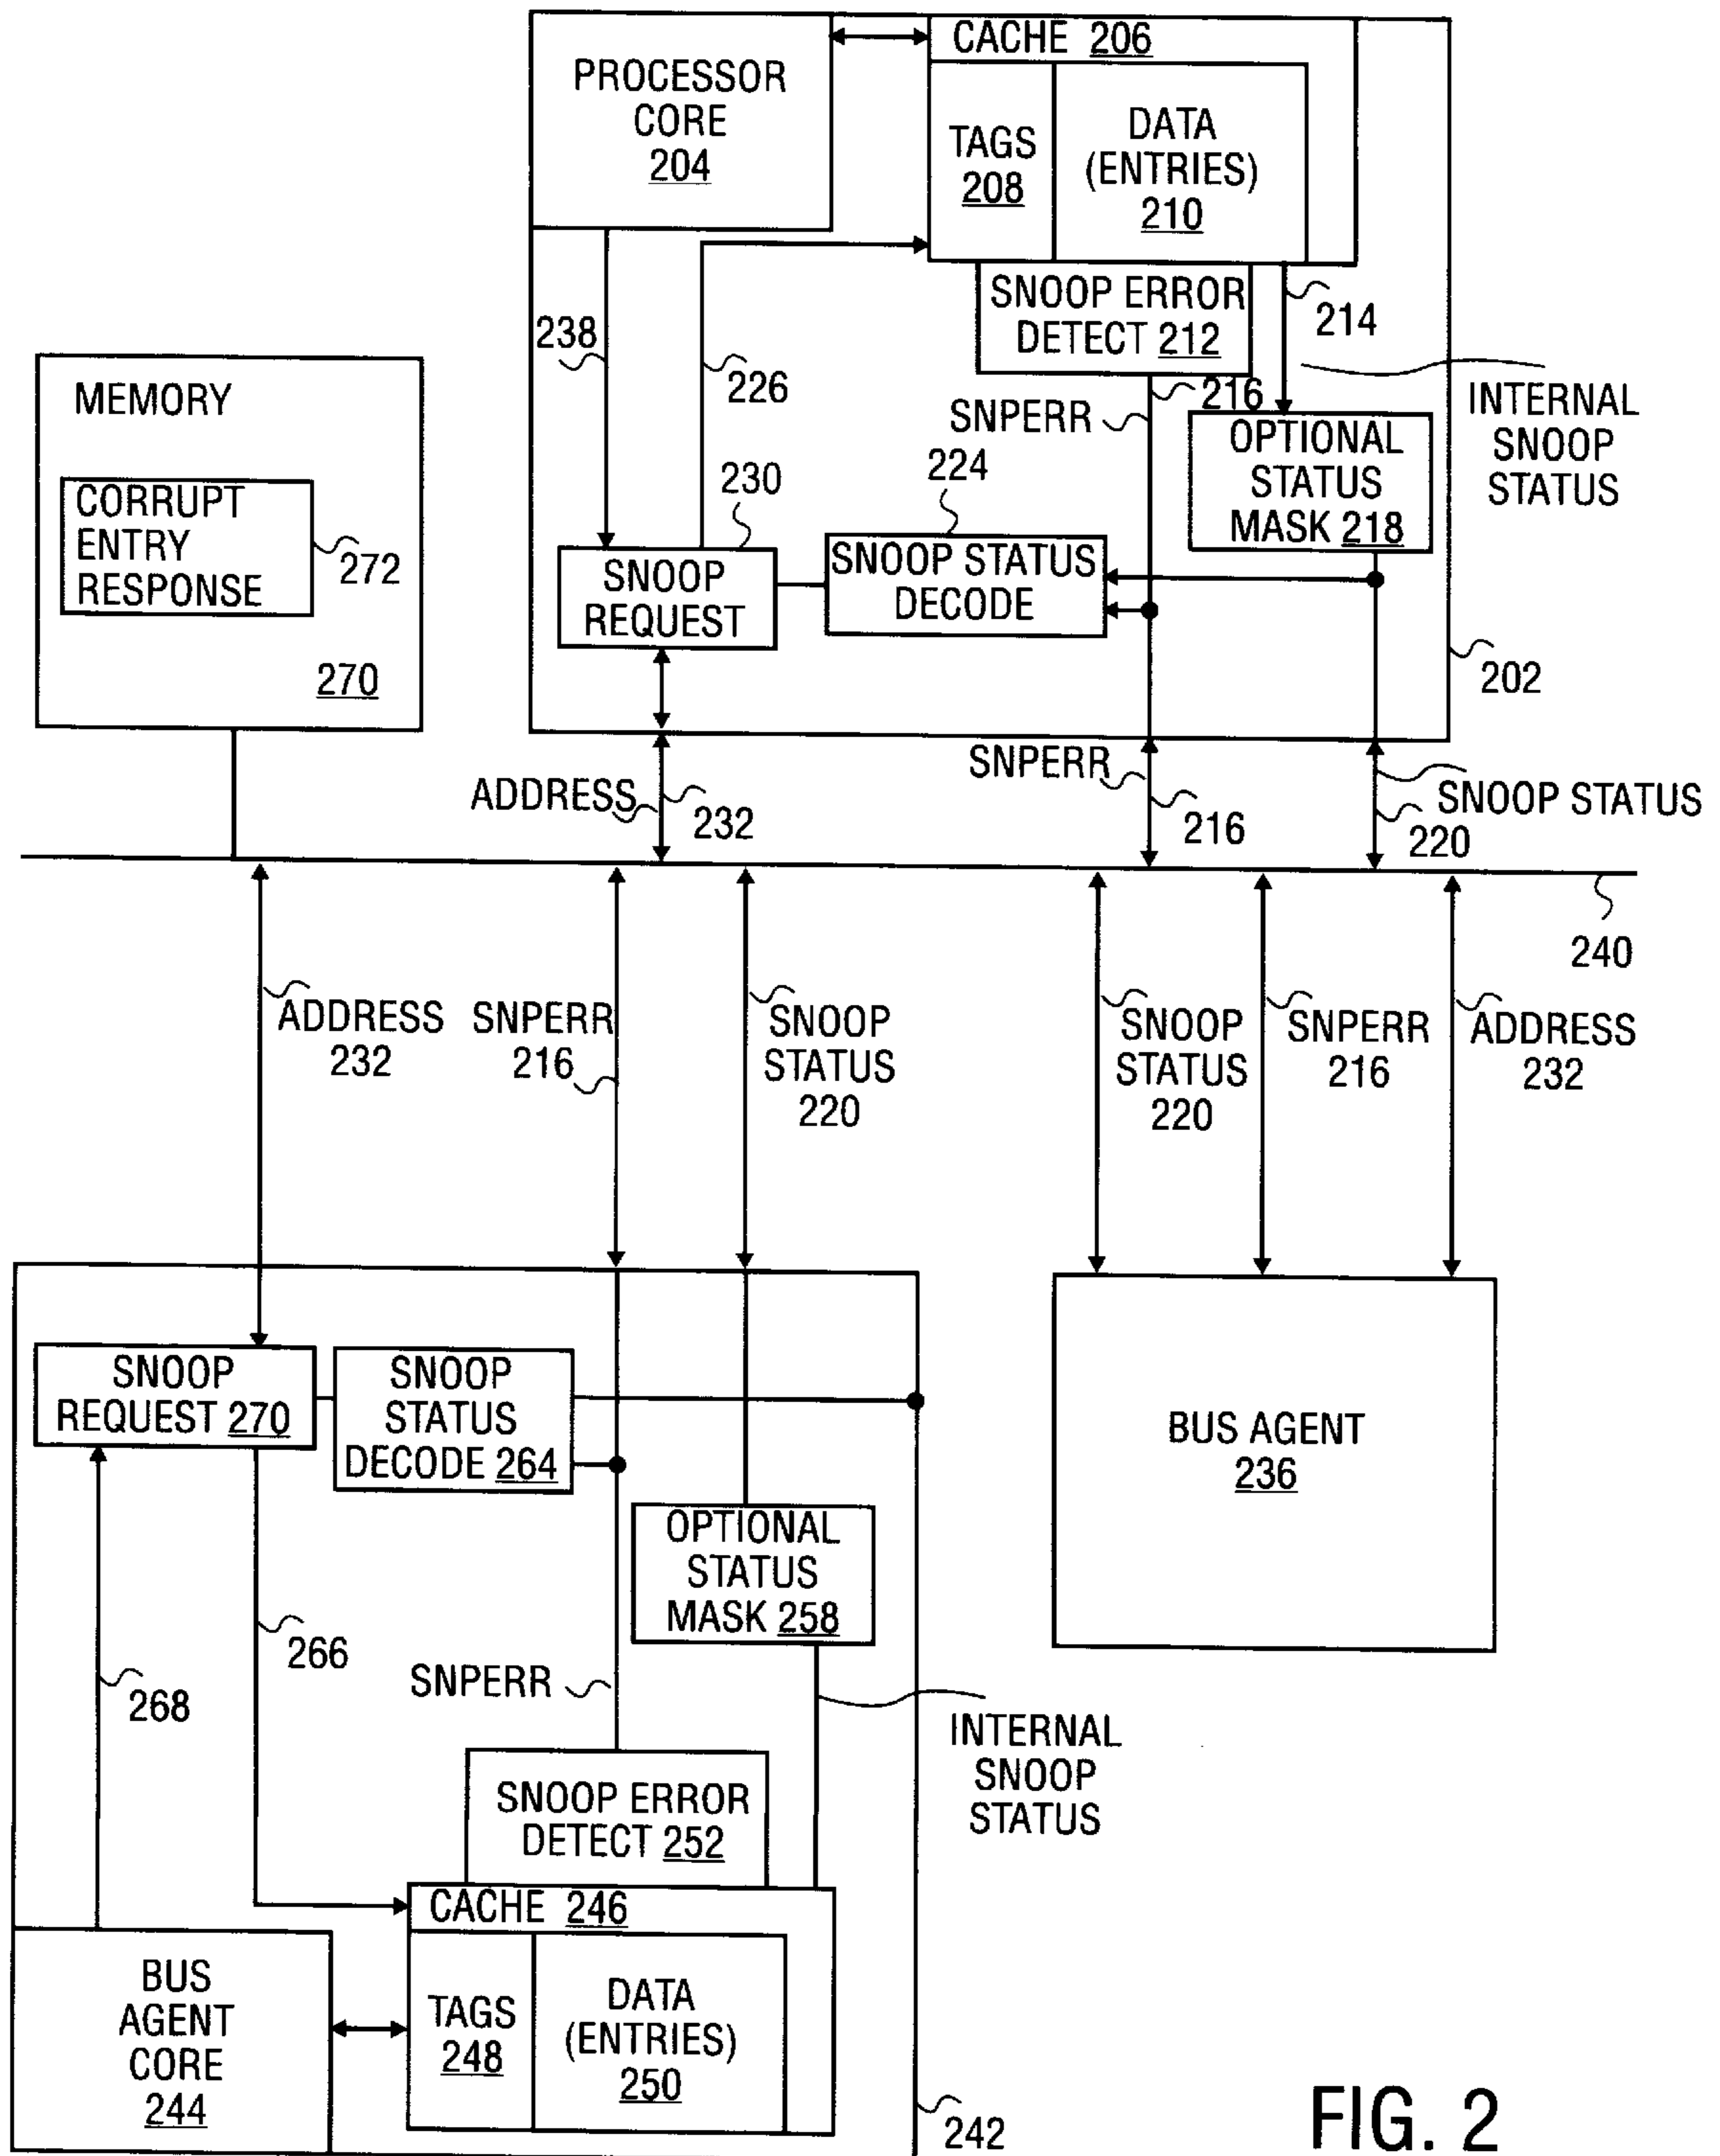 PROCESSOR
CORE
204
CACHE 206
TAGS
208
DATA
(ENTRIES)
210
SNOOP ERROR
DETECT 212
214
238
226
SNPERR
216
INTERNAL
SNOOP
STATUS
OPTIONAL
STATUS
MASK 218
MEMORY
CORRUPT
ENTRY
RESPONSE
272
270
230
224
SNOOP
REQUEST
SNOOP STATUS
DECODE
202
ADDRESS
232
SNPERR
216
SNOOP STATUS
220
240
ADDRESS
232
SNPERR
216
SNOOP
STATUS
220
SNOOP
STATUS
220
SNPERR
216
ADDRESS
232
SNOOP
REQUEST 270
SNOOP
STATUS
DECODE 264
BUS AGENT
236
OPTIONAL
STATUS
MASK 258
266
268
SNPERR
INTERNAL
SNOOP
STATUS
SNOOP ERROR
DETECT 252
CACHE 246
BUS
AGENT
CORE
244
TAGS
248
DATA
(ENTRIES)
250
242
FIG. 2